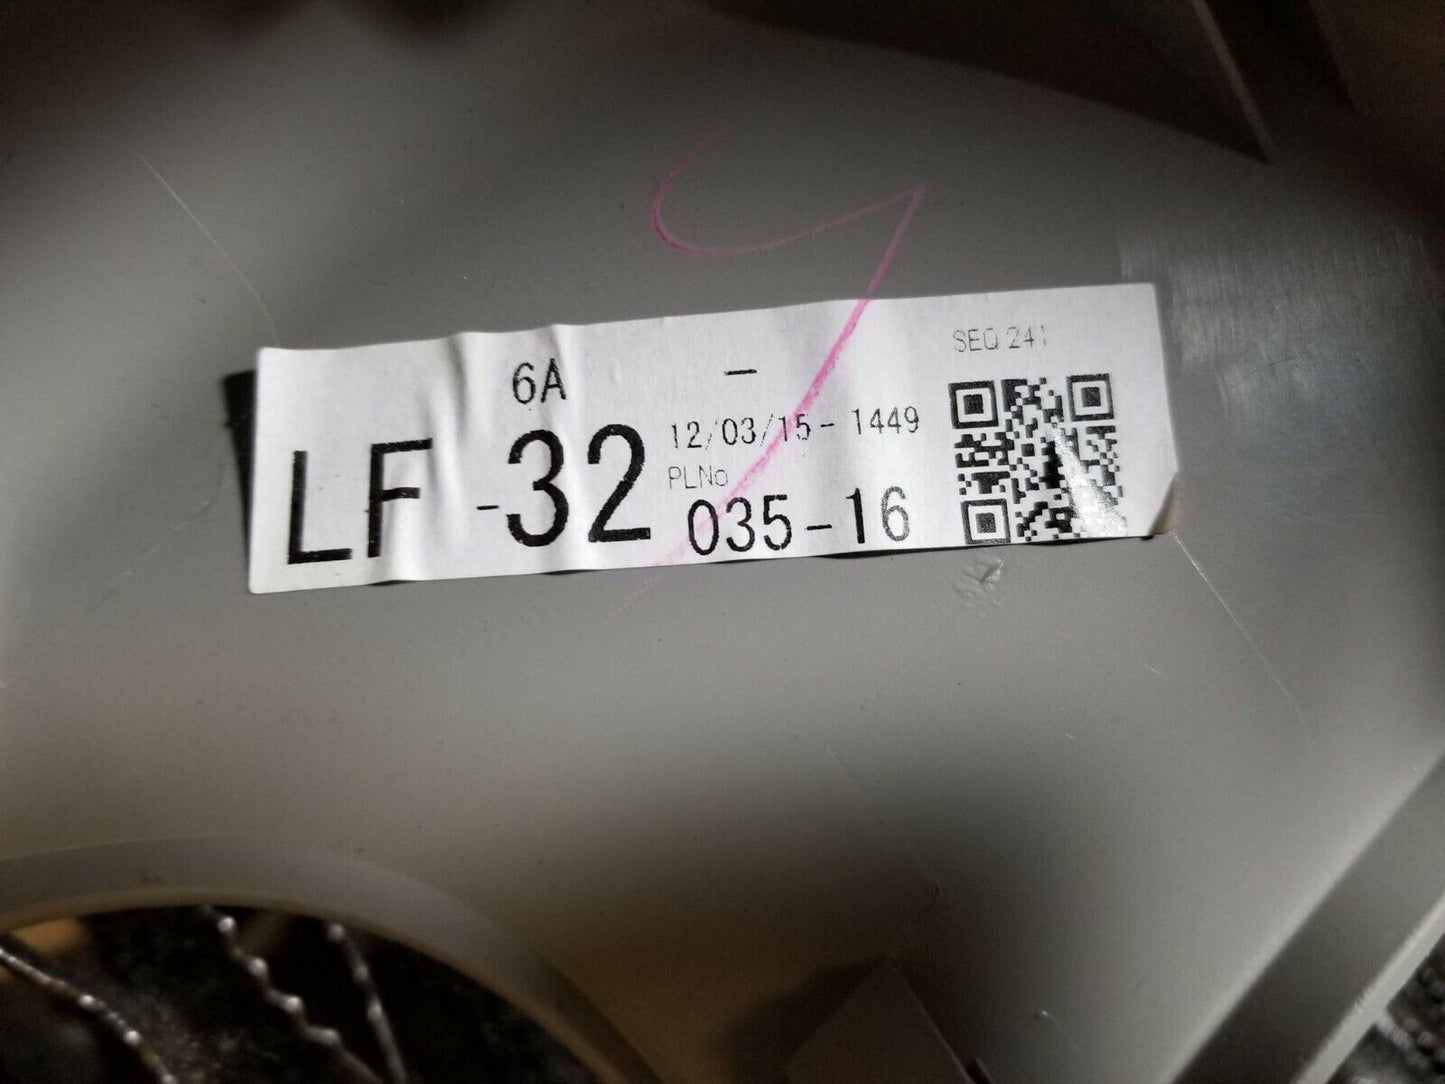 SEQ 241
6A -
12/03/15-1449
LF -32
PLNo
035-16